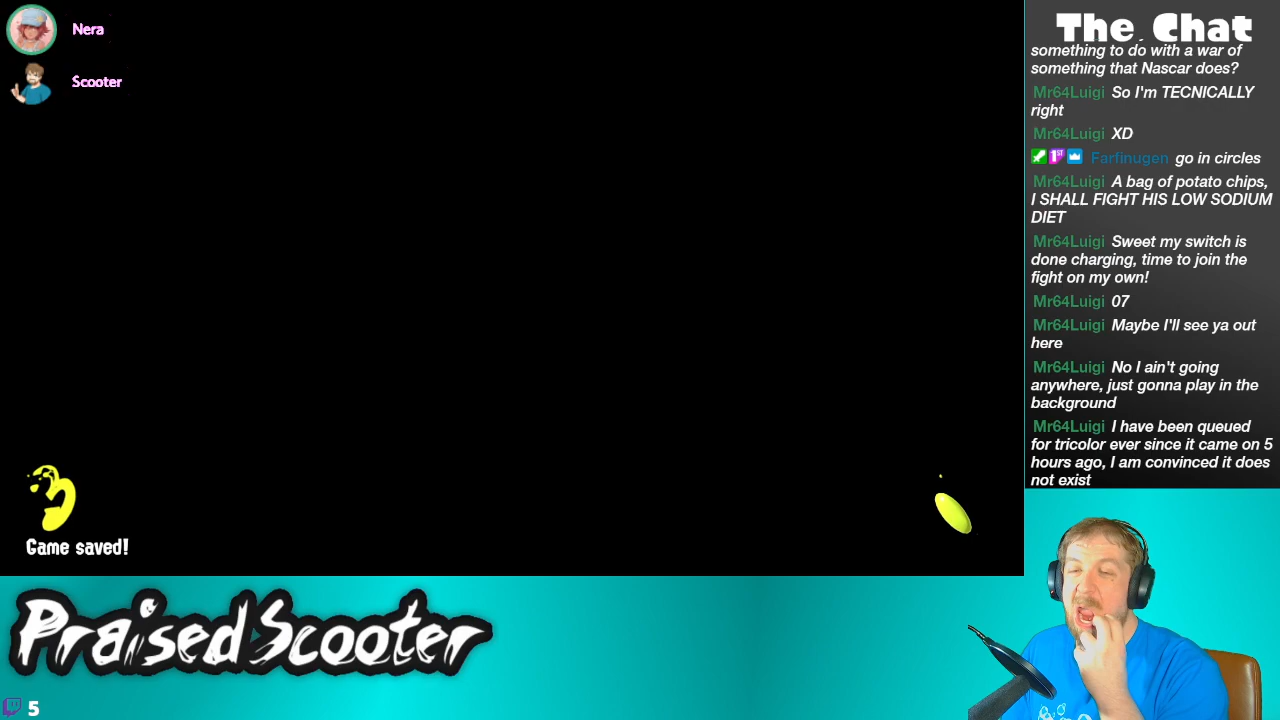 Nera
Scooter
Game saved!
PraisedScooter
5
The Chat
something to do with a war of
something that Nascar does?
Mr64Luigi So I'm TECNICALLY
right
Mr64Luigi XD
1ST Farfinugen go in circles
Mr64Luigi A bag of potato chips,
I SHALL FIGHT HIS LOW SODIUM
DIET
Mr64Luigi Sweet my switch is
done charging, time to join the
fight on my own!
Mr64Luigi 07
Mr64Luigi Maybe I'll see ya out
here
Mr64Luigi No I ain't going
anywhere, just gonna play in the
background
Mr64Luigi I have been queued
for tricolor ever since it came on 5
hours ago, I am convinced it does
not exist